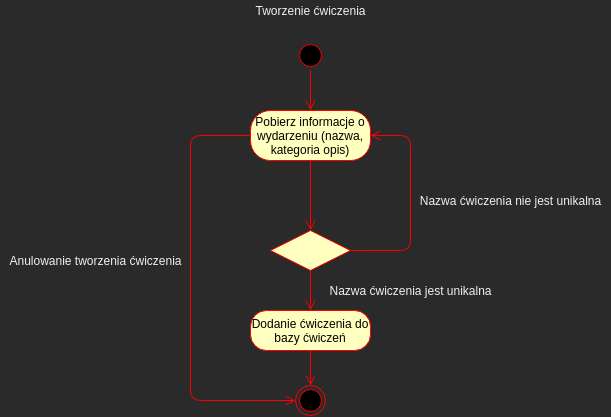 Tworzenie ćwiczenia
Pobierz informacje o
wydarzeniu (nazwa,
kategoria opis)
Nazwa ćwiczenia nie jest unikalna
Anulowanie tworzenia ćwiczenia
Nazwa ćwiczenia jest unikalna
Dodanie ćwiczenia do
bazy ćwiczeń